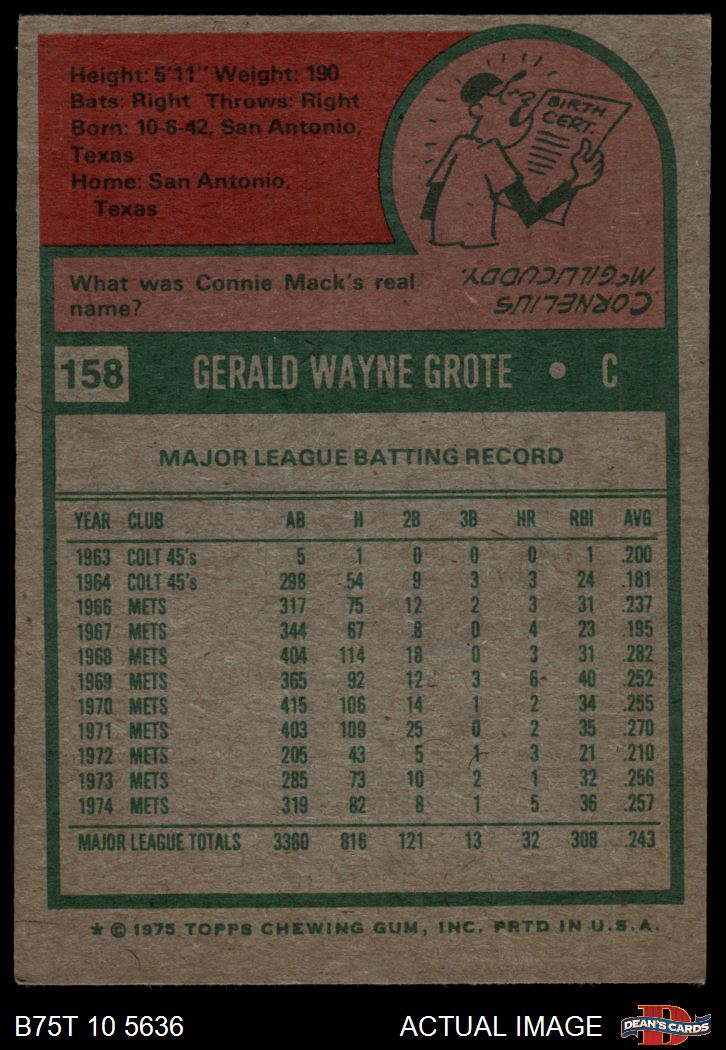 Height: 5'11" Weight: 190
Bats: Right Throws: Right
Born: 10-6-42, San Antonio,
Texas
Home: San Antonio,
Texas
BIRTH
CERT.
What was Connie Mack's real
name?
CORNELIUS
McGILLICUDDY.
158 GERALD WAYNE GROTE • C
MAJOR LEAGUE BATTING RECORD
YEAR CLUB AB H 2B 3B HR RBI AVG
1963 COLT 45's 5 1 0 0 0 1 .200
1964 COLT 45's 298 54 9 3 3 24 .181
1966 METS 317 75 12 2 3 31 .237
1967 METS 344 67 8 0 4 23 .195
1968 METS 404 114 18 0 3 31 .282
1969 METS 365 92 12 3 6 40 .252
1970 METS 415 106 14 1 2 34 .255
1971 METS 403 109 25 0 2 35 .270
1972 METS 205 43 5 1 3 21 .210
1973 METS 285 73 10 2 1 32 .256
1974 METS 319 82 8 1 5 36 .257
MAJOR LEAGUE TOTALS 3360 816 121 13 32 308 .243
* © 1975 TOPPS CHEWING GUM, INC. PRTD IN U.S.A.
B75T 10 5636 ACTUAL IMAGE
D
DEAN'S CARDS